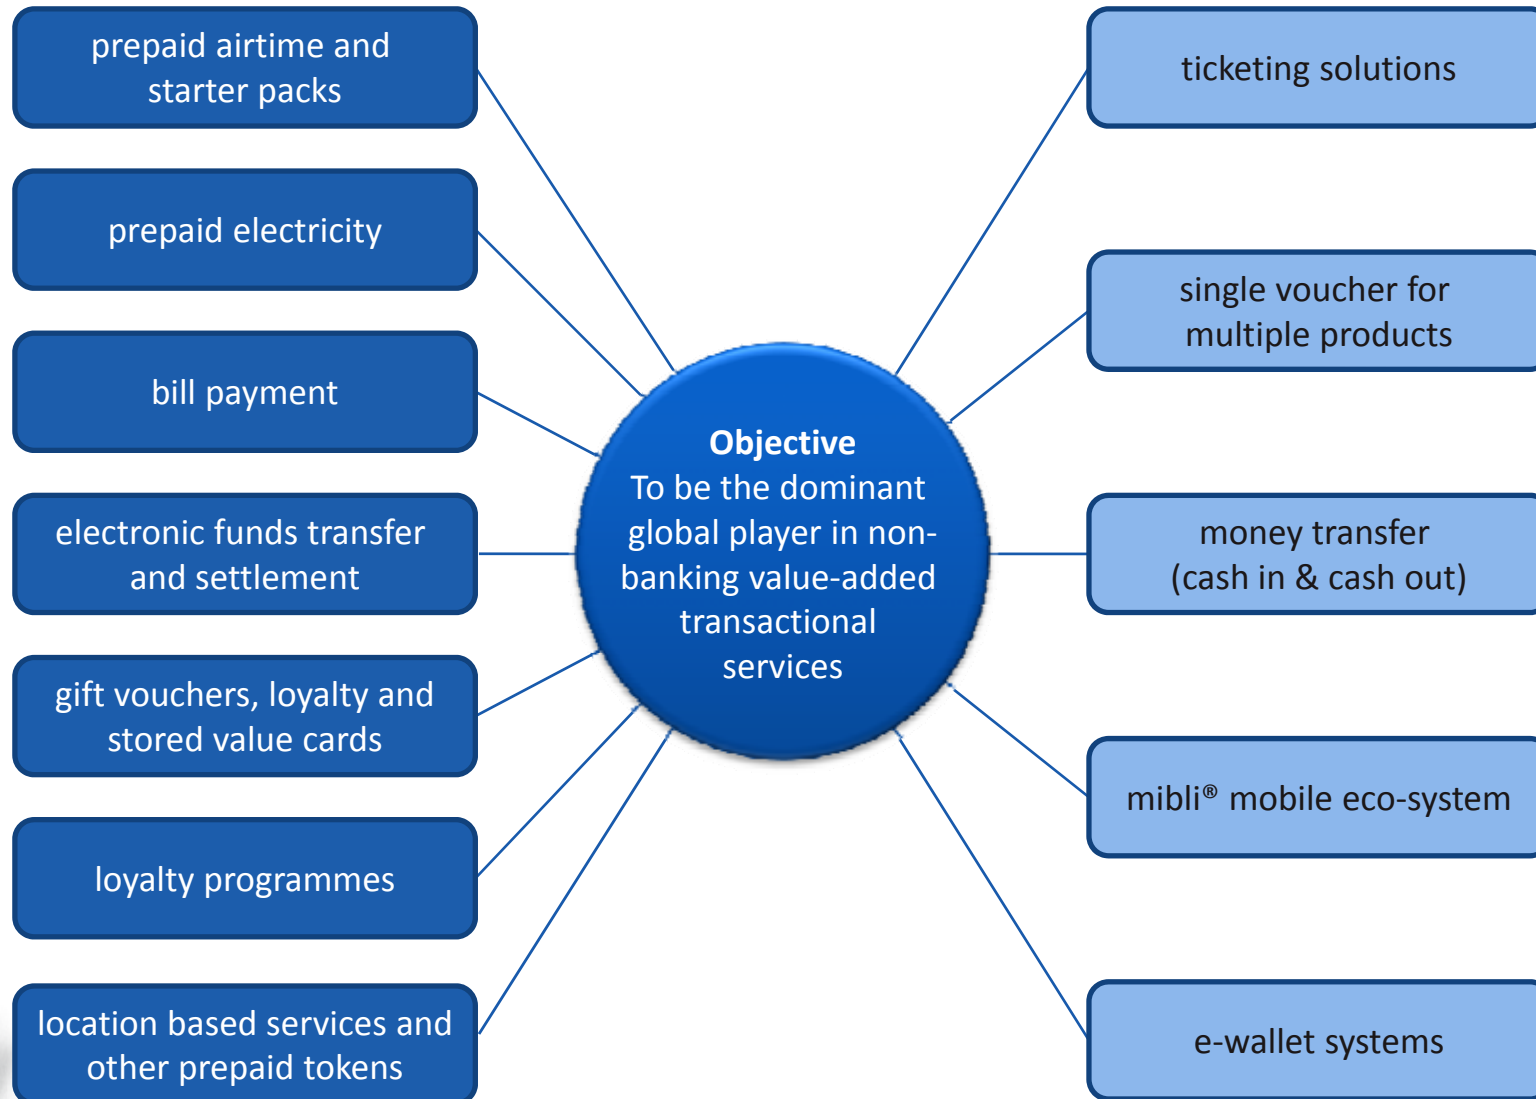 prepaid airtime and
starter packs
prepaid electricity
bill payment
electronic funds transfer
and settlement
gift vouchers, loyalty and
stored value cards
loyalty programmes
location based services and
other prepaid tokens
Objective
To be the dominant
global player in non-
banking value-added
transactional
services
ticketing solutions
single voucher for
multiple products
money transfer
(cash in & cash out)
mibli® mobile eco-system
e-wallet systems